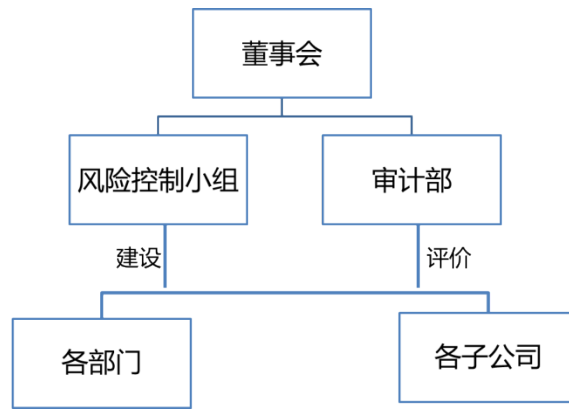 董事会
风险控制小组
审计部
建设
评价
各部门
各子公司